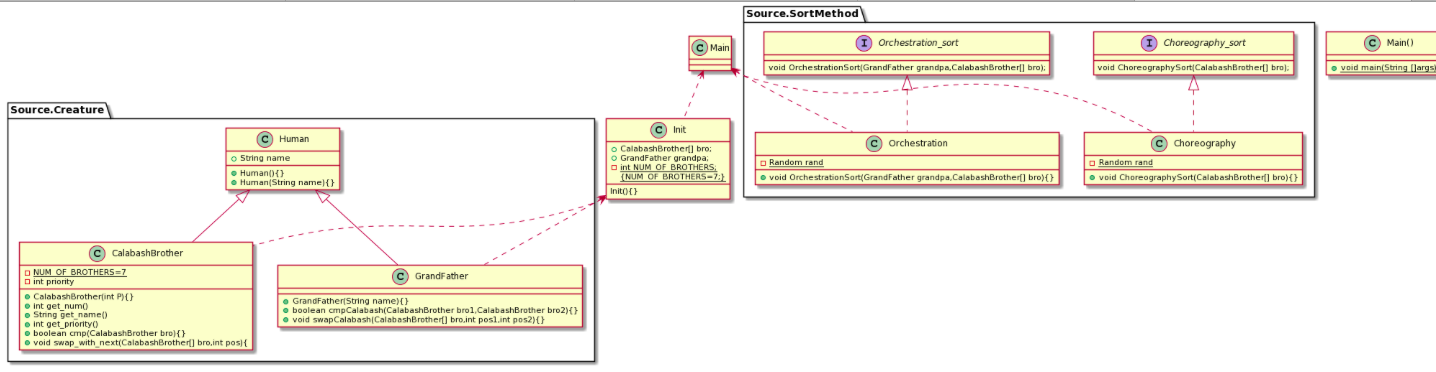 Source.SortMethod
Main
I Orchestration_sort
void OrchestrationSort(GrandFather grandpa,CalabashBrother[] bro);
I Choreography_sort
void ChoreographySort(CalabashBrother[] bro);
C Main()
void main(String []args)
C Main
Source.Creature
C Human
String name
Human(){}
Human(String name){}
C Init
CalabashBrother[] bro;
GrandFather grandpa;
int NUM_OF_BROTHERS;
{NUM_OF_BROTHERS=7;}
Init(){}
C Orchestration
Random rand
void OrchestrationSort(GrandFather grandpa,CalabashBrother[] bro){}
C Choreography
Random rand
void ChoreographySort(CalabashBrother[] bro){}
C CalabashBrother
NUM_OF_BROTHERS=7
int priority
CalabashBrother(int P){}
int get_num()
String get_name()
int get_priority()
boolean cmp(CalabashBrother bro){}
void swap_with_next(CalabashBrother[] bro,int pos){
C GrandFather
GrandFather(String name){}
boolean cmpCalabash(CalabashBrother bro1,CalabashBrother bro2){}
void swapCalabash(CalabashBrother[] bro,int pos1,int pos2){}